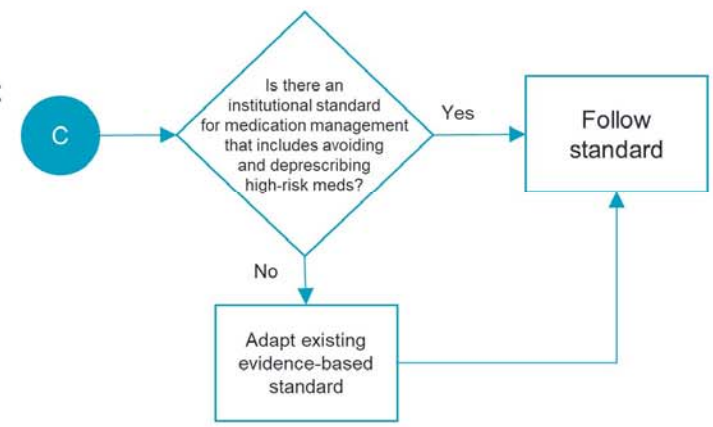 C
Is there an
institutional standard
for medication management
that includes avoiding
and deprescribing
high-risk meds?
Yes
Follow
standard
No
Adapt existing
evidence-based
standard